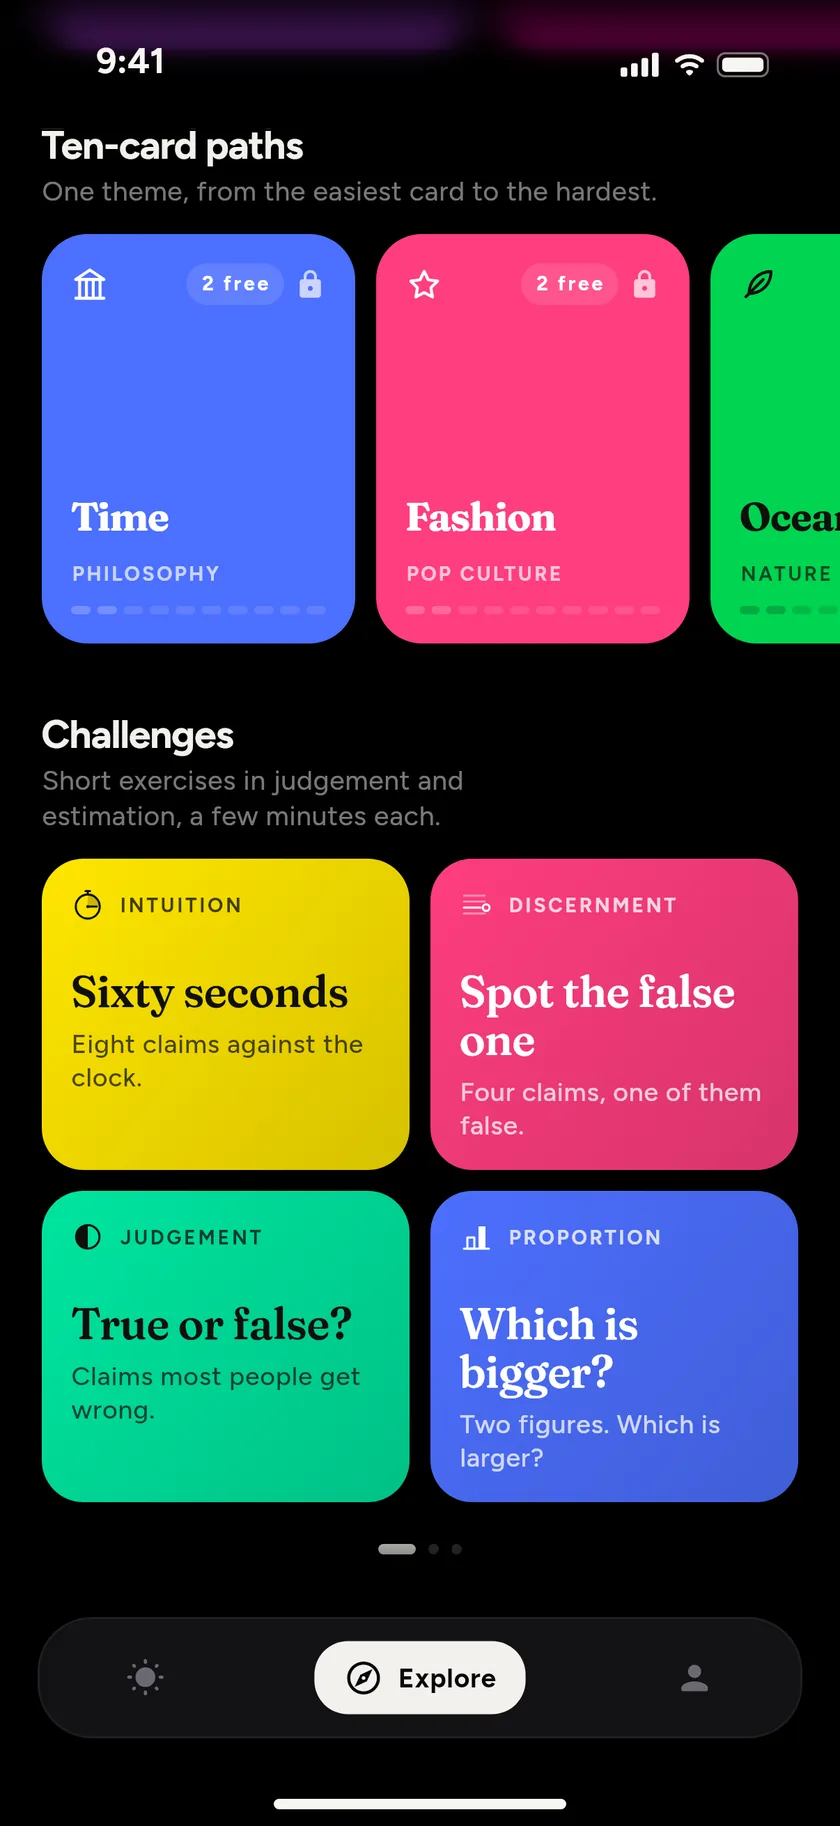 9:41
Ten-card paths
One theme, from the easiest card to the hardest.
2 free
2 free
Time
Fashion
Ocean
PHILOSOPHY
POP CULTURE
NATURE
Challenges
Short exercises in judgement and
estimation, a few minutes each.
INTUITION
Sixty seconds
Eight claims against the
clock.
DISCERNMENT
Spot the false
one
Four claims, one of them
false.
JUDGEMENT
True or false?
Claims most people get
wrong.
PROPORTION
Which is
bigger?
Two figures. Which is
larger?
Explore